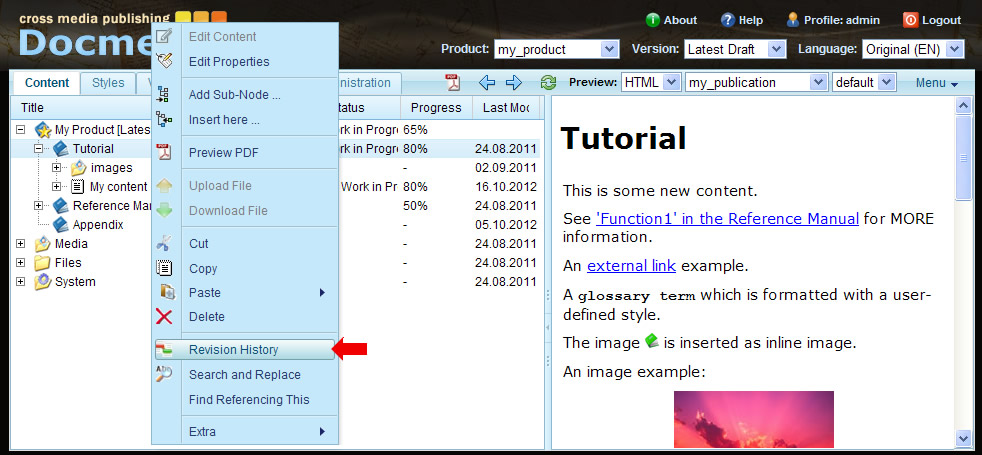 cross media publishing
Docme
About Help Profile: admin Logout
Product: my_product Version: Latest Draft Language: Original (EN)
Content Styles V nistration Preview: HTML my_publication default Menu
Title tatus Progress Last Moc
My Product [Lates rk in Progr 65%
Tutorial rk in Progr 80% 24.08.2011
images - 02.09.2011
My content Work in Pr 80% 16.10.2012
Reference Ma 50% 24.08.2011
Appendix - 05.10.2012
Media - 24.08.2011
Files - 24.08.2011
System - 24.08.2011
Edit Content
Edit Properties
Add Sub-Node ...
Insert here ...
Preview PDF
Upload File
Download File
Cut
Copy
Paste
Delete
Revision History
Search and Replace
Find Referencing This
Extra
Tutorial
This is some new content.
See 'Function1' in the Reference Manual for MORE
information.
An external link example.
A glossary term which is formatted with a user-
defined style.
The image is inserted as inline image.
An image example: